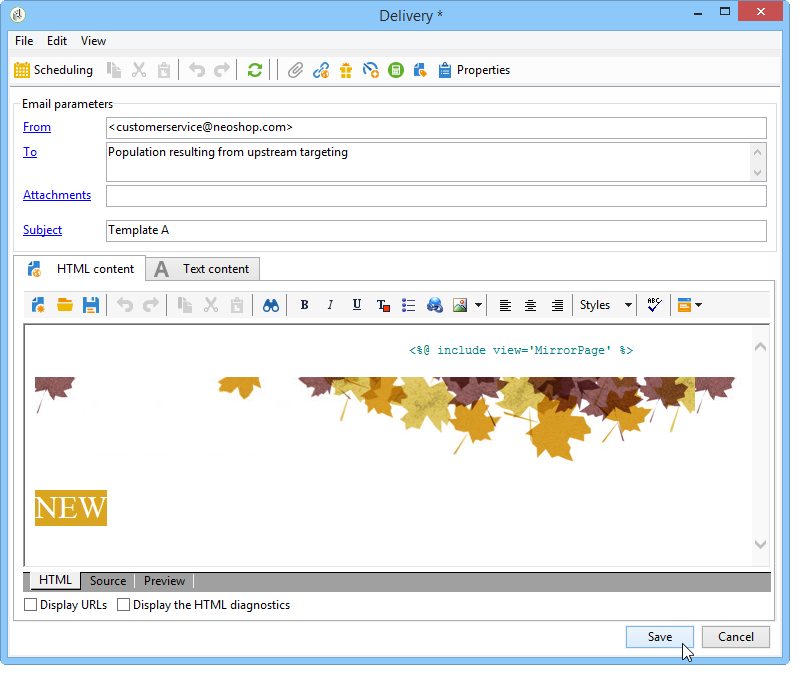 Delivery *
File Edit View
Scheduling Properties
Email parameters
From <customerservice@neoshop.com>
To Population resulting from upstream targeting
Attachments
Subject Template A
HTML content A Text content
B I U T Styles ABC
<%@ include view='MirrorPage' %>
NEW
HTML Source Preview
Display URLs Display the HTML diagnostics
Save Cancel